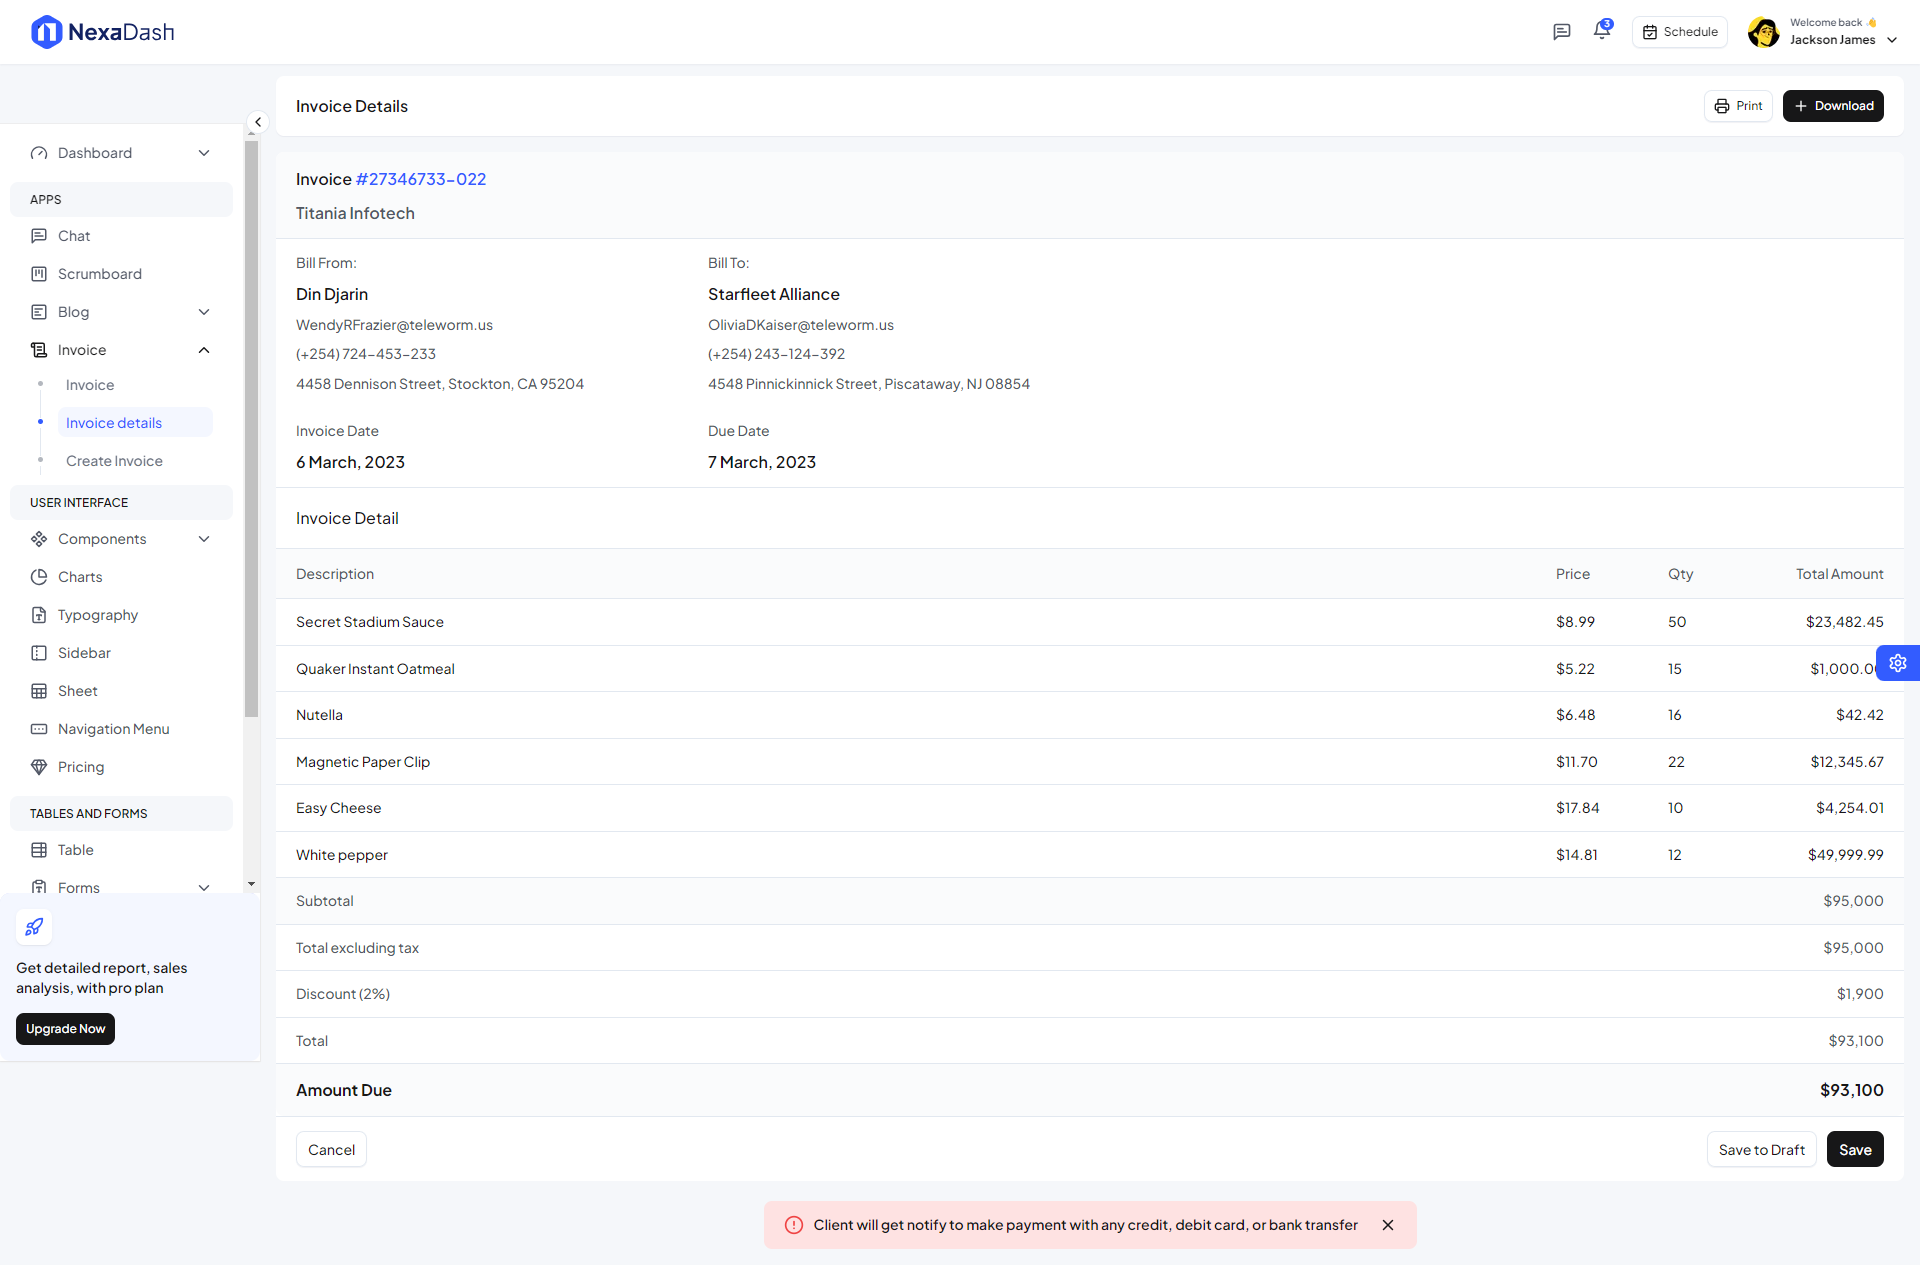 NexaDash
3
Schedule
Welcome back 👋
Jackson James
Invoice Details
Print
Download
Dashboard
APPS
Chat
Scrumboard
Blog
Invoice
Invoice
Invoice details
Create Invoice
USER INTERFACE
Components
Charts
Typography
Sidebar
Sheet
Navigation Menu
Pricing
TABLES AND FORMS
Table
Forms
Get detailed report, sales
analysis, with pro plan
Upgrade Now
Invoice #27346733-022
Titania Infotech
Bill From:
Din Djarin
WendyRFrazier@teleworm.us
(+254) 724-453-233
4458 Dennison Street, Stockton, CA 95204
Bill To:
Starfleet Alliance
OliviaDKaiser@teleworm.us
(+254) 243-124-392
4548 Pinnickinnick Street, Piscataway, NJ 08854
Invoice Date
6 March, 2023
Due Date
7 March, 2023
Invoice Detail
Description Price Qty Total Amount
Secret Stadium Sauce $8.99 50 $23,482.45
Quaker Instant Oatmeal $5.22 15 $1,000.0
Nutella $6.48 16 $42.42
Magnetic Paper Clip $11.70 22 $12,345.67
Easy Cheese $17.84 10 $4,254.01
White pepper $14.81 12 $49,999.99
Subtotal $95,000
Total excluding tax $95,000
Discount (2%) $1,900
Total $93,100
Amount Due $93,100
Cancel
Save to Draft
Save
Client will get notify to make payment with any credit, debit card, or bank transfer